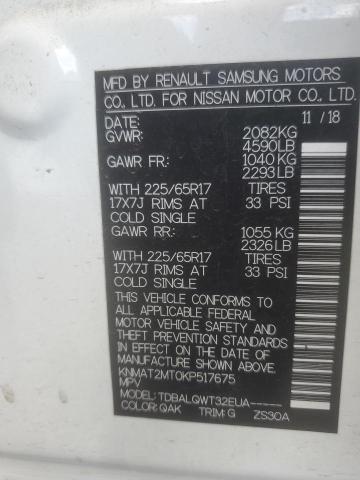 MFD BY RENAULT SAMSUNG MOTORS
CO., LTD. FOR NISSAN MOTOR CO., LTD.
DATE: 11 / 18
GVWR: 2082KG
4590LB
GAWR FR: 1040 KG
2293 LB
WITH 225/65R17 TIRES
17X7J RIMS AT 33 PSI
COLD SINGLE
GAWR RR: 1055 KG
2326 LB
WITH 225/65R17 TIRES
17X7J RIMS AT 33 PSI
COLD SINGLE
THIS VEHICLE CONFORMS TO
ALL APPLICABLE FEDERAL
MOTOR VEHICLE SAFETY AND
THEFT PREVENTION STANDARDS
IN EFFECT ON THE DATE OF
MANUFACTURE SHOWN ABOVE.
KNMAT2MT0KP517675
MPV
MODEL: TDBALQWT32EUA-----
COLOR: QAK TRIM: G ZS30A